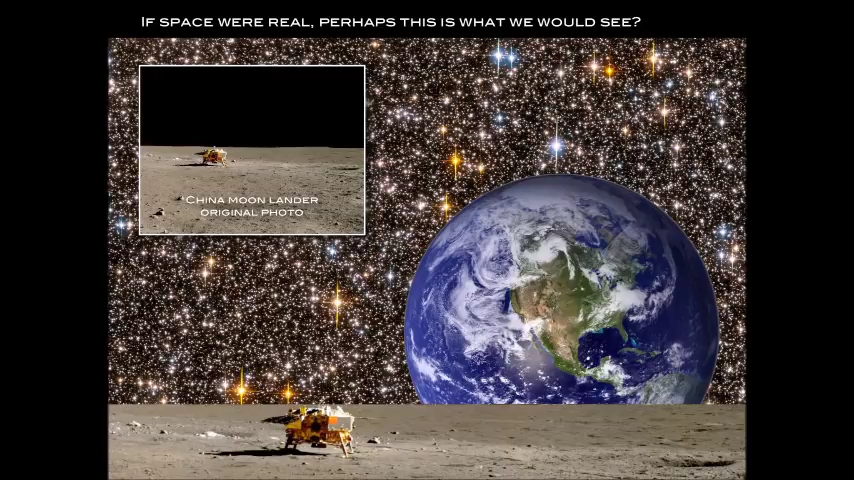 If space were real, perhaps this is what we would see?
*China moon lander
original photo